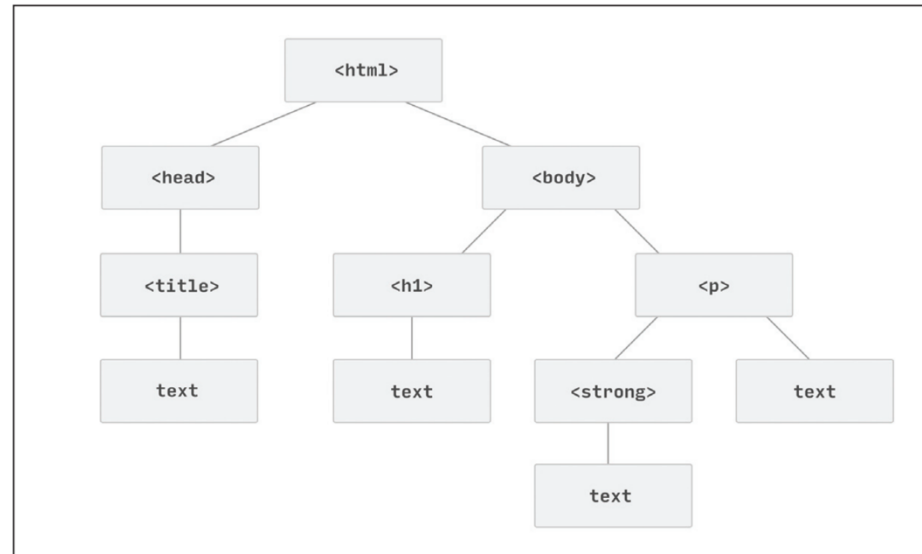 <html>
<head> <body>
<title> <h1> <p>
text text <strong> text
text